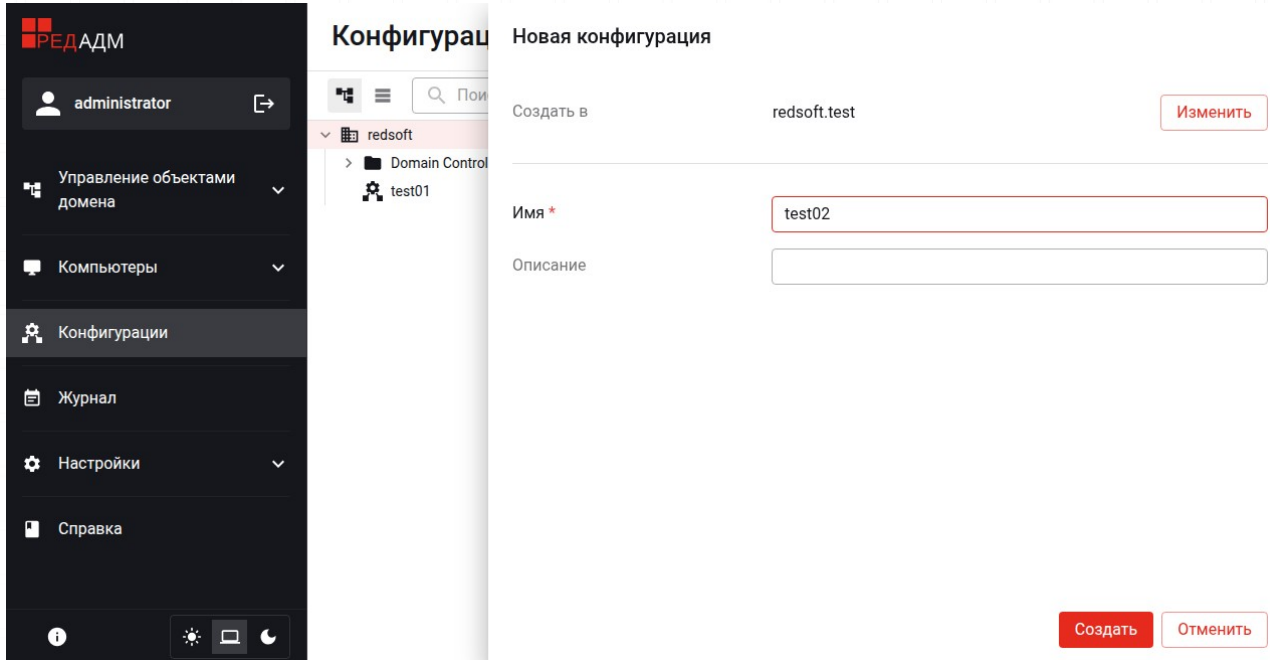 РЕДАДМ
administrator
Управление объектами
домена
Компьютеры
Конфигурации
Журнал
Настройки
Справка
Конфигурац
Пои
redsoft
Domain Control
test01
Новая конфигурация
Создать в
redsoft.test
Изменить
Имя *
test02
Описание
Создать
Отменить